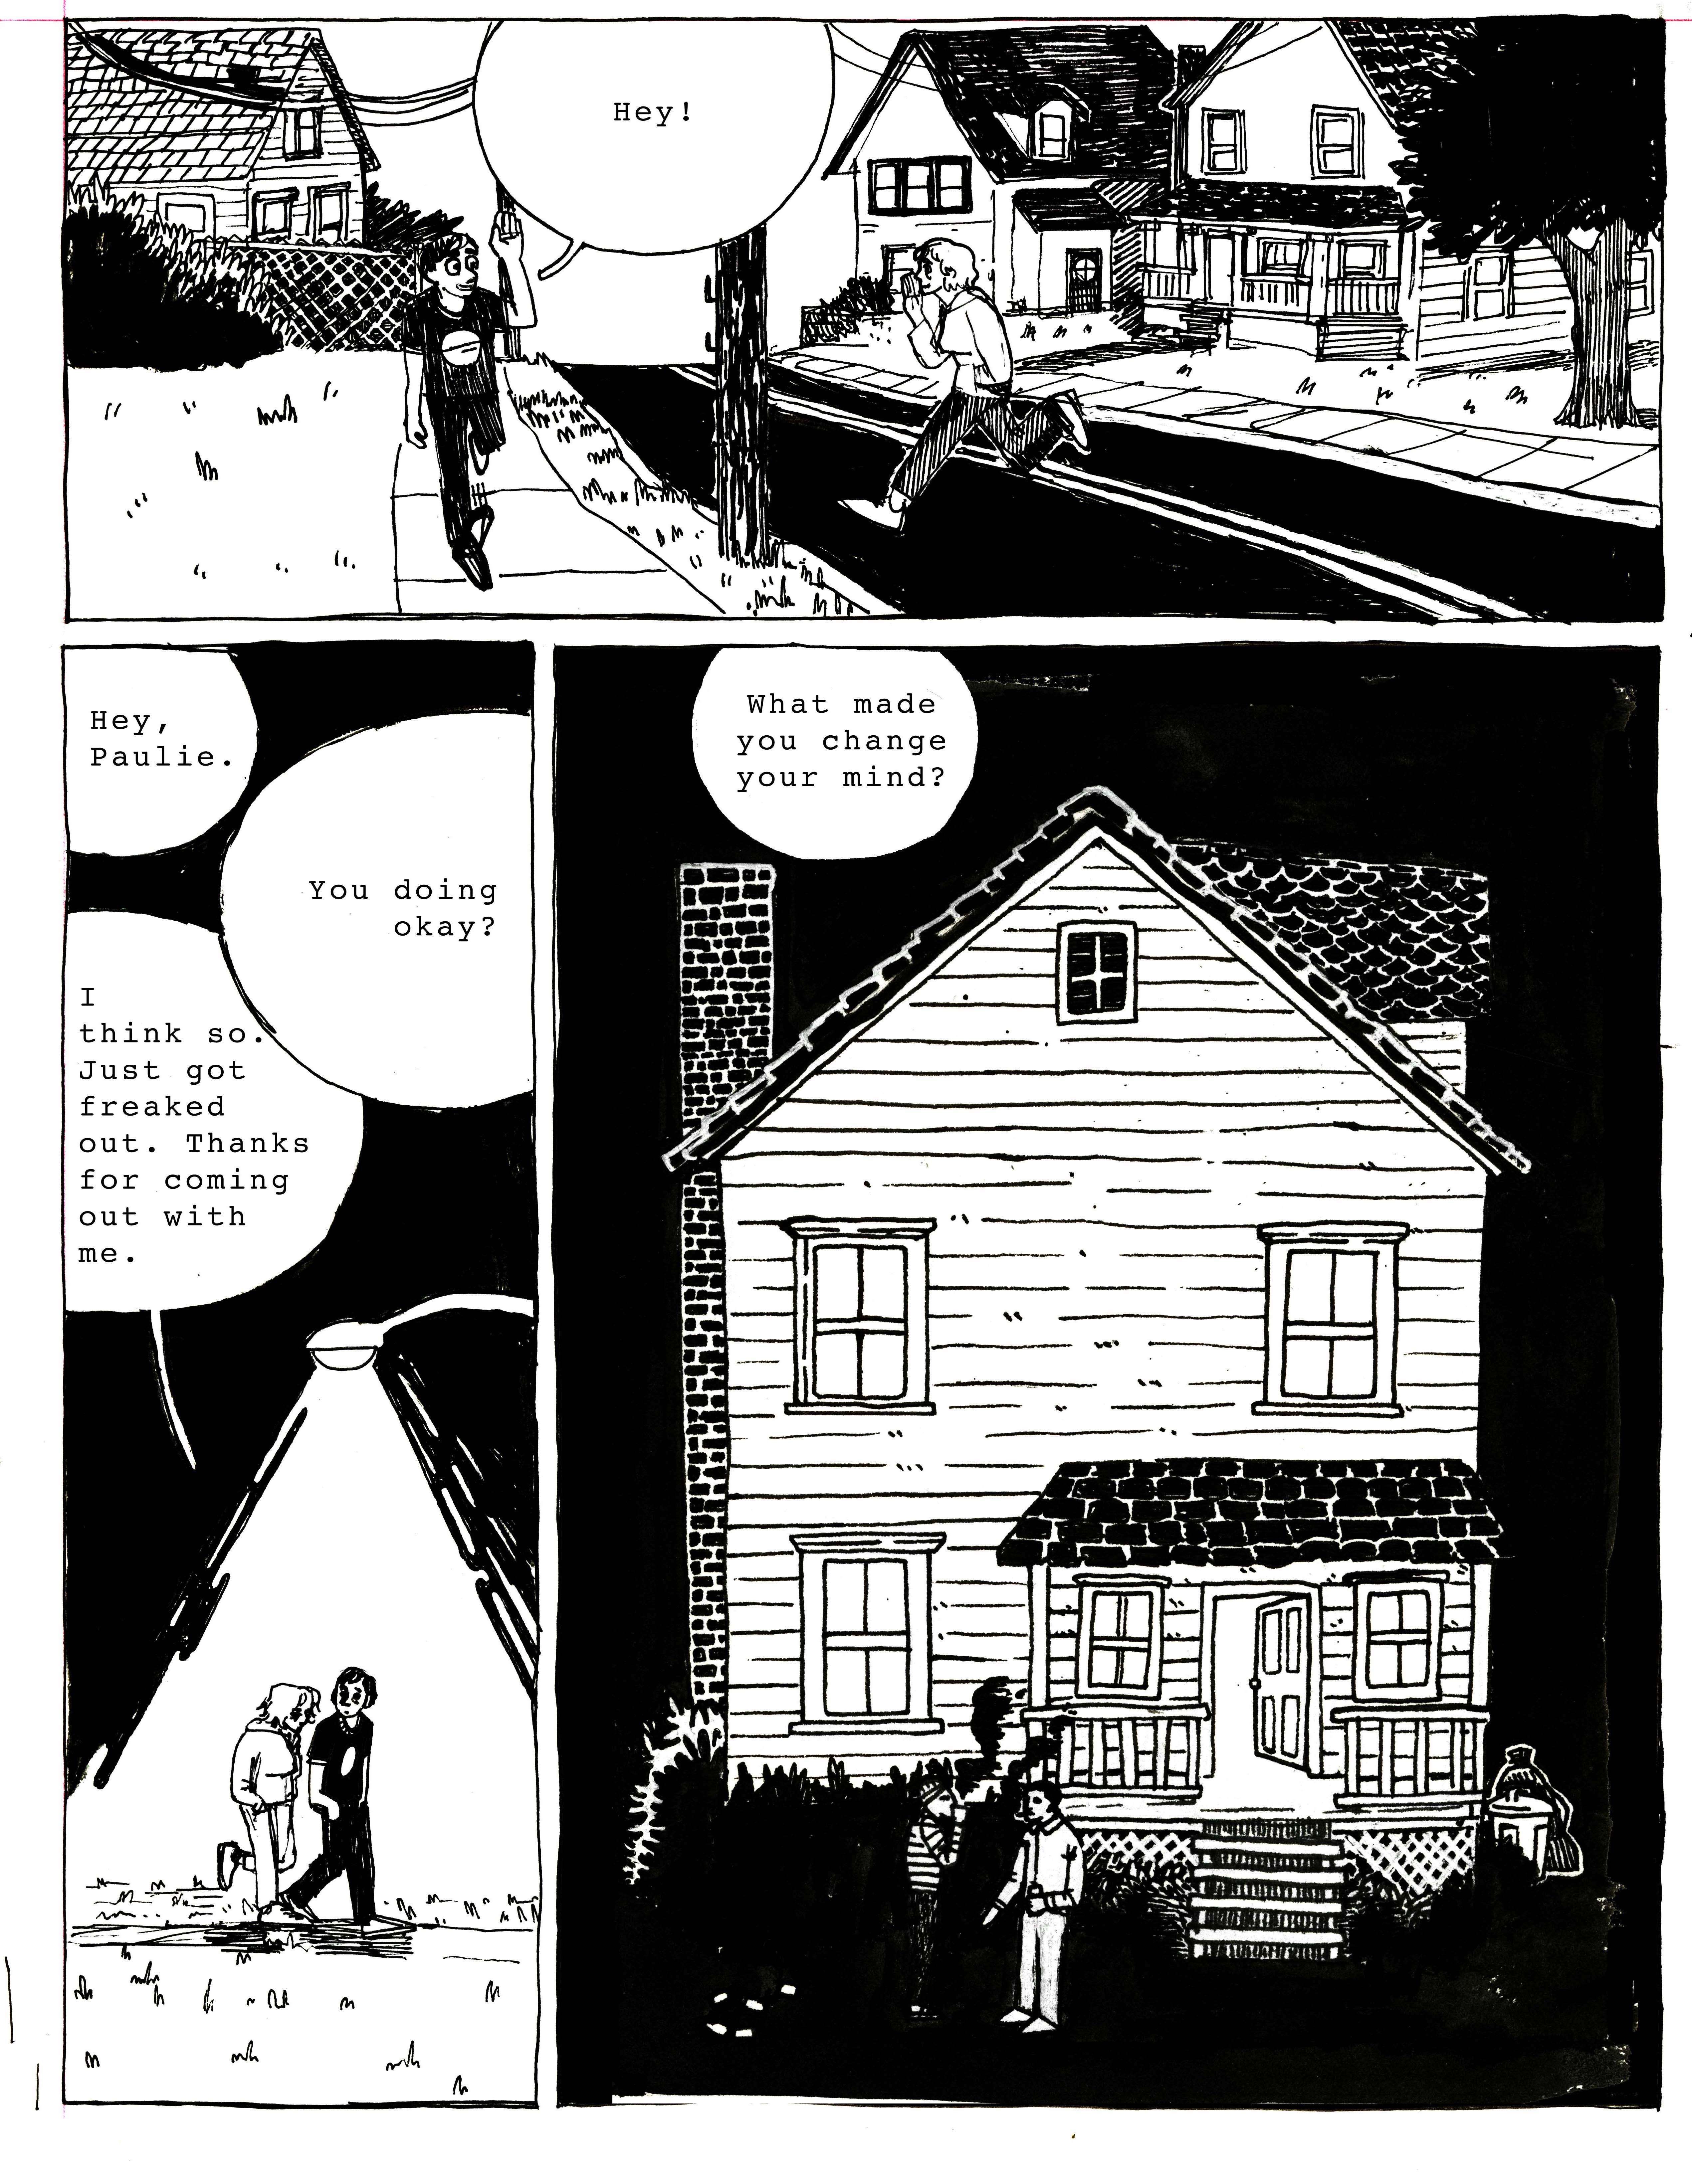 Hey!
Hey,
Paulie.
You doing
okay?
I
think so.
Just got
freaked
out. Thanks
for coming
out with
me.
What made
you change
your mind?